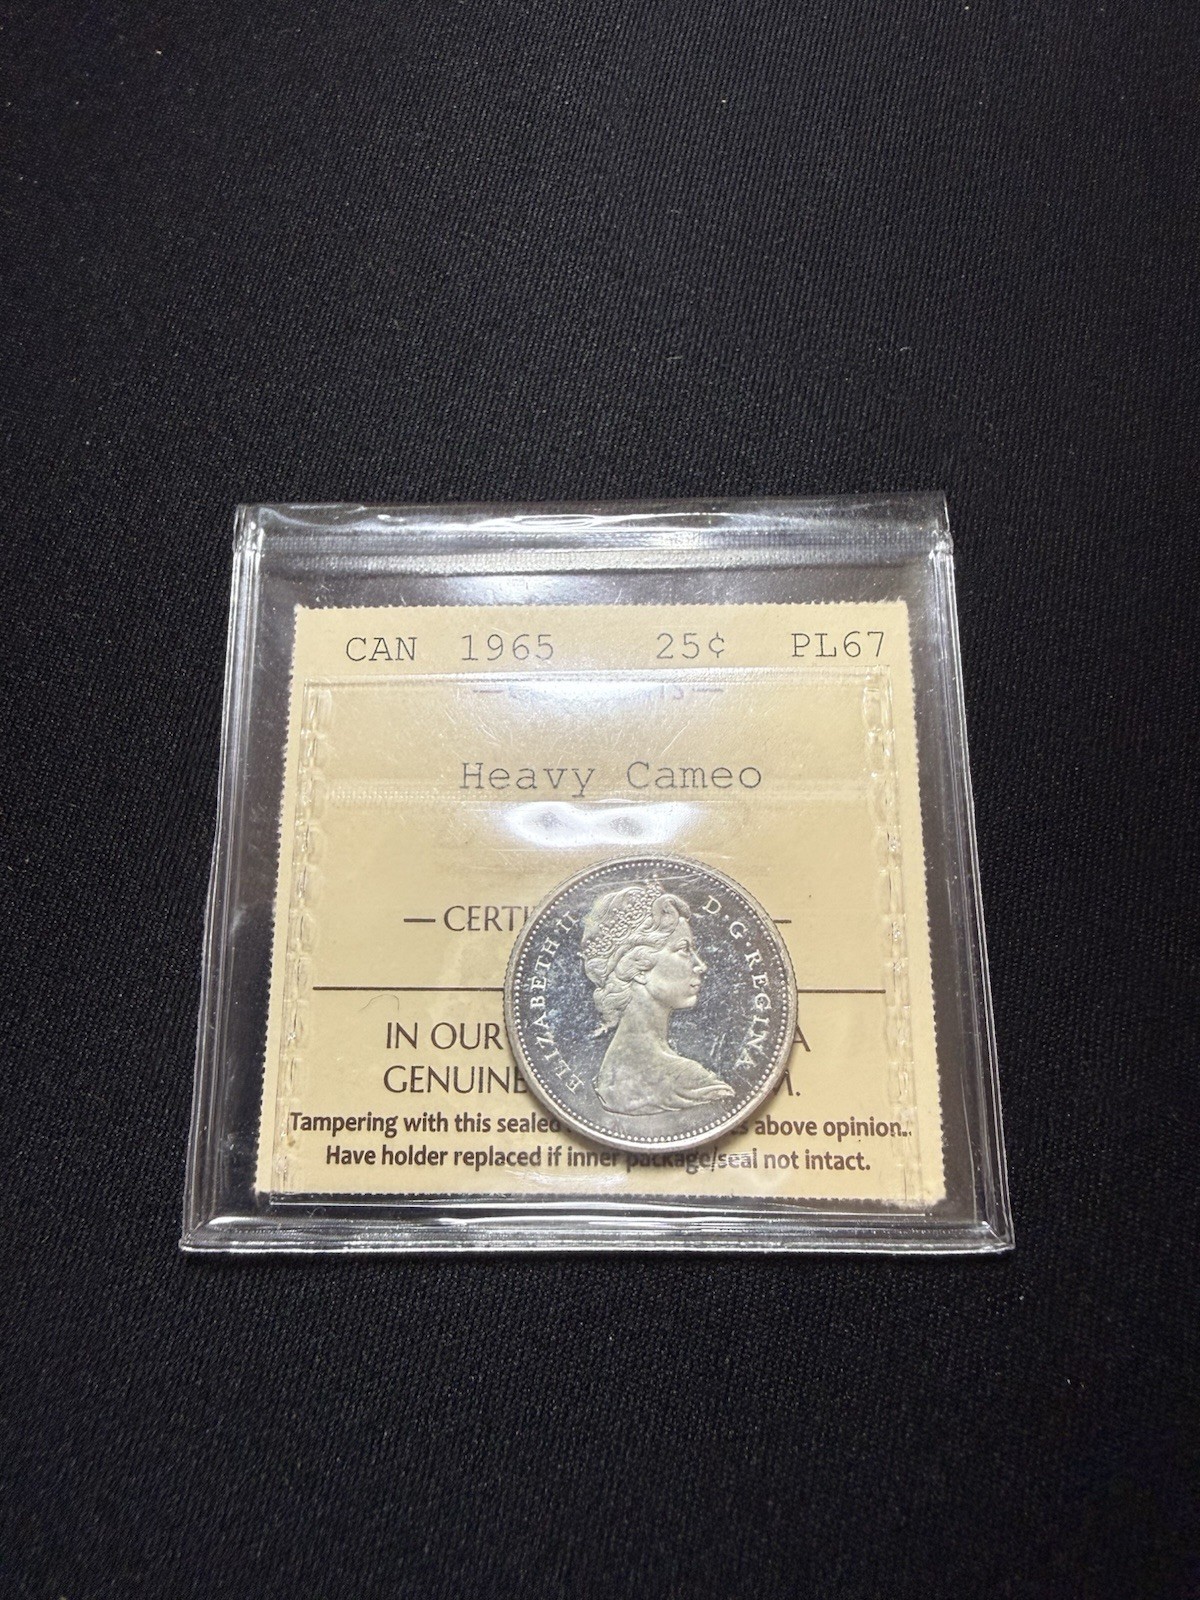 CAN 1965 25¢ PL67
Heavy Cameo
— CERTI
IN OUR A
GENUINE M.
Tampering with this sealed above opinion..
Have holder replaced if inner package/seal not intact.
ELIZABETH II D·G·REGINA